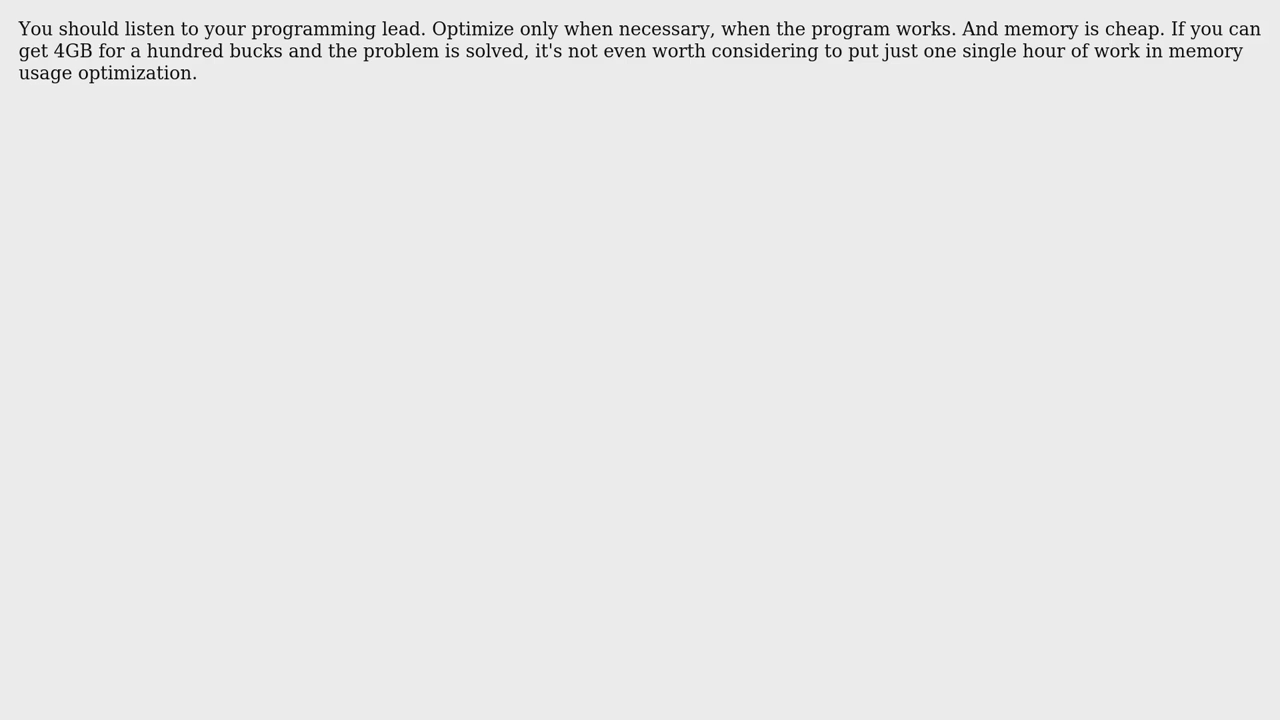 You should listen to your programming lead. Optimize only when necessary, when the program works. And memory is cheap. If you can
get 4GB for a hundred bucks and the problem is solved, it's not even worth considering to put just one single hour of work in memory
usage optimization.